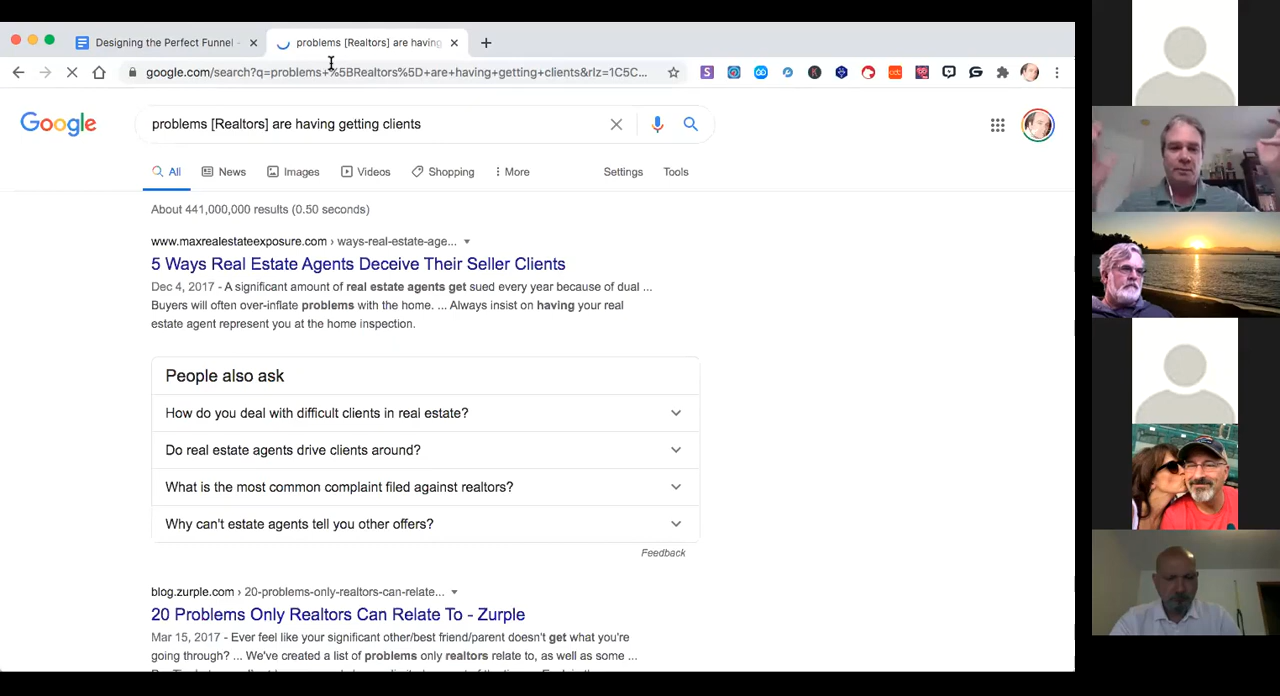 Designing the Perfect Funnel -
problems [Realtors] are having
google.com/search?q=problems+%5BRealtors%5D+are+having+getting+clients&rlz=1C5C...
Google
problems [Realtors] are having getting clients
All
News
Images
Videos
Shopping
More
Settings
Tools
About 441,000,000 results (0.50 seconds)
www.maxrealestateexposure.com › ways-real-estate-age...
5 Ways Real Estate Agents Deceive Their Seller Clients
Dec 4, 2017 - A significant amount of real estate agents get sued every year because of dual ...
Buyers will often over-inflate problems with the home. ... Always insist on having your real
estate agent represent you at the home inspection.
People also ask
How do you deal with difficult clients in real estate?
Do real estate agents drive clients around?
What is the most common complaint filed against realtors?
Why can't estate agents tell you other offers?
Feedback
blog.zurple.com › 20-problems-only-realtors-can-relate...
20 Problems Only Realtors Can Relate To - Zurple
Mar 15, 2017 - Ever feel like your significant other/best friend/parent doesn't get what you're
going through? ... We've created a list of problems only realtors relate to, as well as some ...